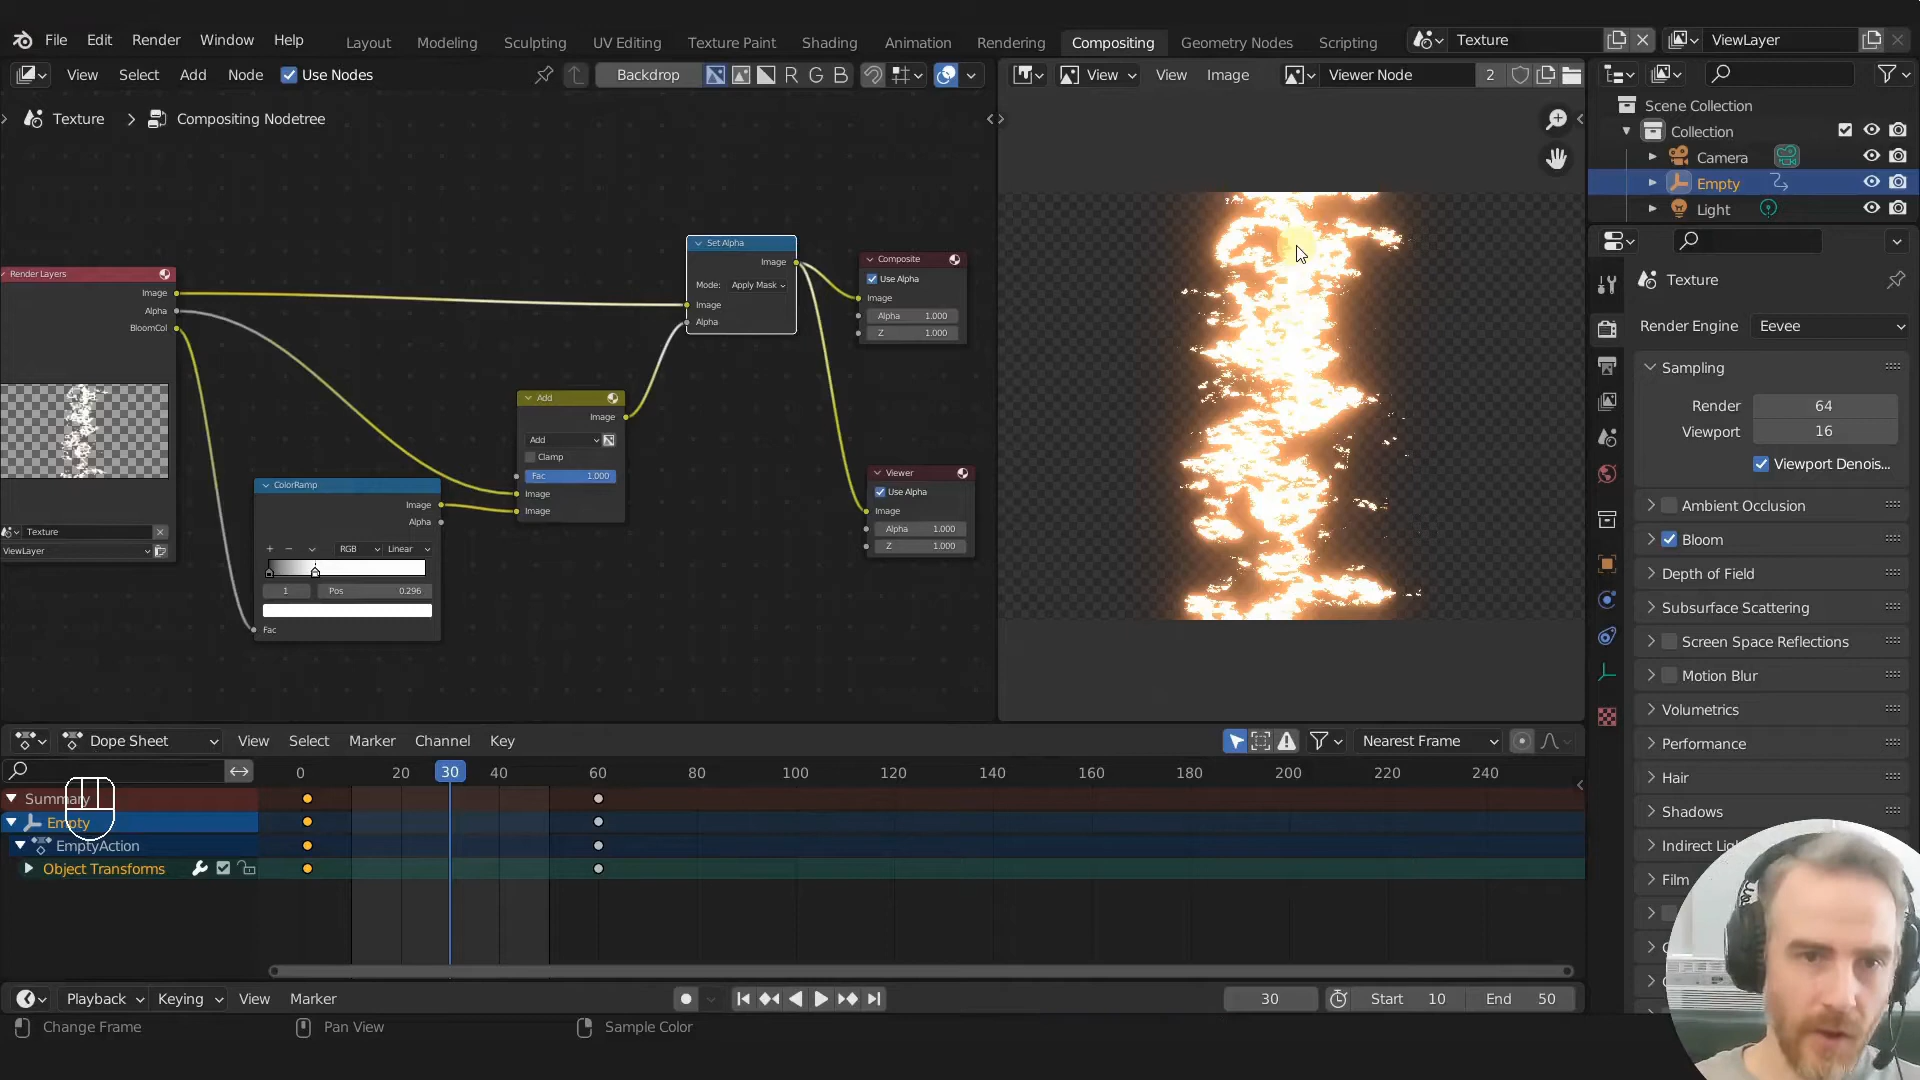 File Edit Render Window Help
Layout Modeling Sculpting UV Editing Texture Paint Shading Animation Rendering Compositing Geometry Nodes Scripting
Texture ViewLayer
View Select Add Node Use Nodes Backdrop R G B
View View Image Viewer Node 2
Texture > Compositing Nodetree
Scene Collection
Collection
Camera
Empty
Light
Render Layers
Image
Alpha
BloomCol
Texture
ViewLayer
ColorRamp
Image
Alpha
RGB Linear
1 Pos 0.296
Fac
Add
Image
Add
Clamp
Fac 1.000
Image
Image
Set Alpha
Image
Mode: Apply Mask
Image
Alpha
Composite
Use Alpha
Image
Alpha 1.000
Z 1.000
Viewer
Use Alpha
Image
Alpha 1.000
Z 1.000
Texture
Render Engine Eevee
Sampling
Render 64
Viewport 16
Viewport Denois...
Ambient Occlusion
Bloom
Depth of Field
Subsurface Scattering
Screen Space Reflections
Motion Blur
Volumetrics
Performance
Hair
Shadows
Indirect Lig
Film
Dope Sheet View Select Marker Channel Key Nearest Frame
0 20 30 40 60 80 100 120 140 160 180 200 220 240
Summary
Empty
EmptyAction
Object Transforms
Playback Keying View Marker 30 Start 10 End 50
Change Frame Pan View Sample Color